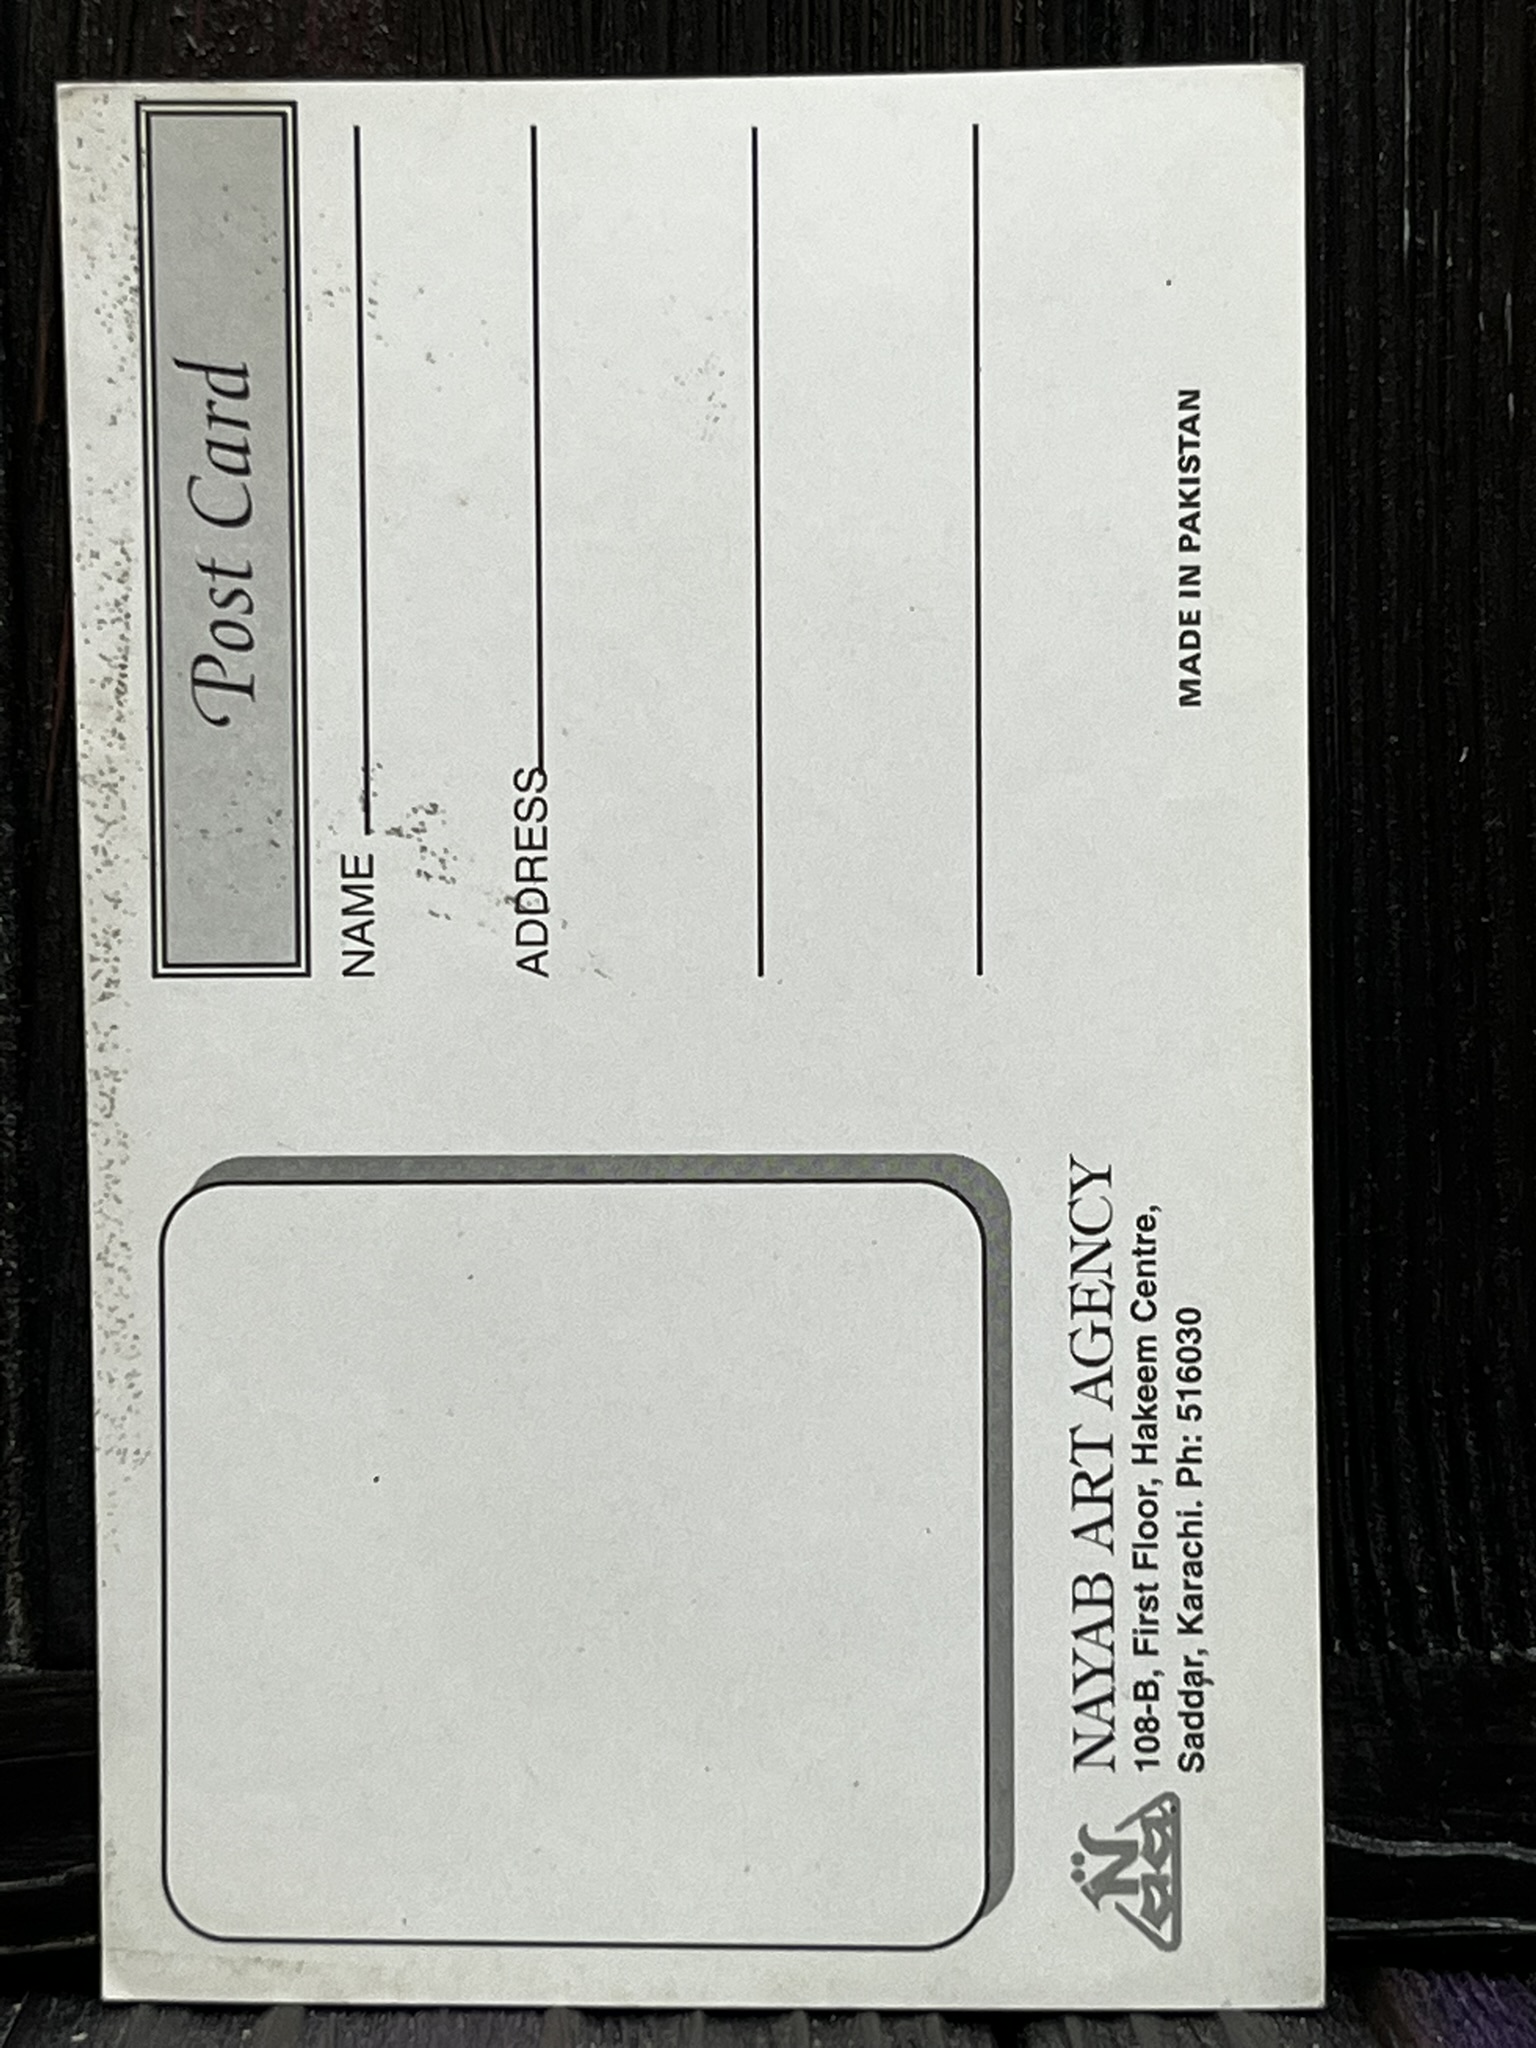 Post Card
NAME
ADDRESS
NAYAB ART AGENCY
108-B, First Floor, Hakeem Centre,
Saddar, Karachi. Ph: 516030
MADE IN PAKISTAN